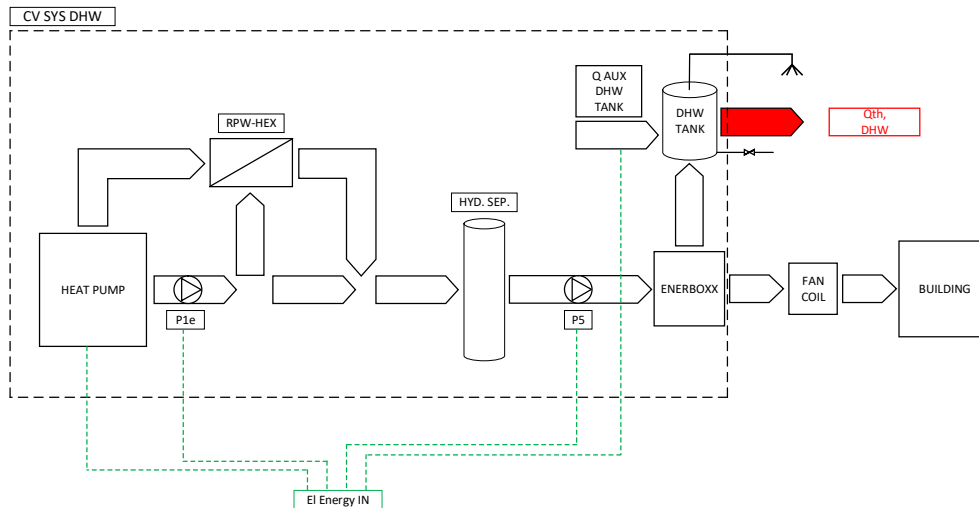 CV SYS DHW
Q AUX
DHW
TANK
DHW
TANK
Qth,
DHW
RPW-HEX
HYD. SEP.
HEAT PUMP
ENERBOXX
FAN
COIL
BUILDING
P1e
P5
El Energy IN